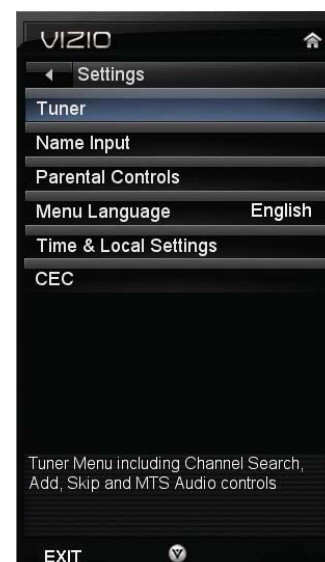 VIZIO
Settings
Tuner
Name Input
Parental Controls
Menu Language English
Time & Local Settings
CEC
Tuner Menu including Channel Search,
Add, Skip and MTS Audio controls
EXIT V